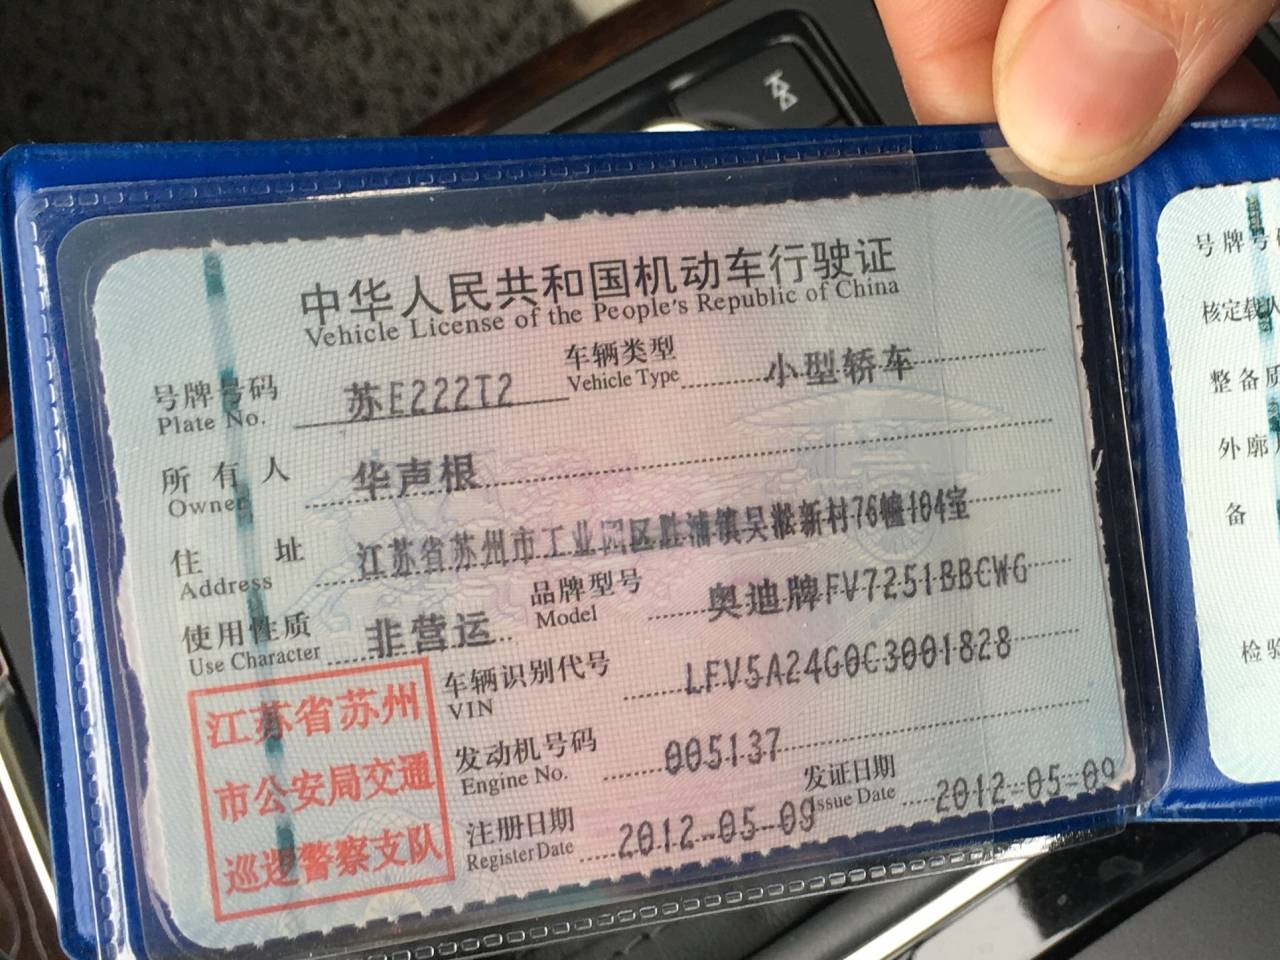 中华人民共和国机动车行驶证
Vehicle License of the People's Republic of China
号牌号码 苏E222T2 车辆类型 小型轿车
Plate No. Vehicle Type
所有人 华声根
Owner
住址 江苏省苏州市工业园区胜浦镇吴淞新村76幢104室
Address
使用性质 非营运 品牌型号 奥迪牌FV7251BBCWG
Use Character Model
车辆识别代号 LFV5A24G0C3001828
VIN
发动机号码 005137
Engine No.
注册日期 2012-05-09 发证日期 2012-05-09
Register Date Issue Date
江苏省苏州
市公安局交通
巡逻警察支队
号牌号
核定载人
整备质
外廓
备
检验